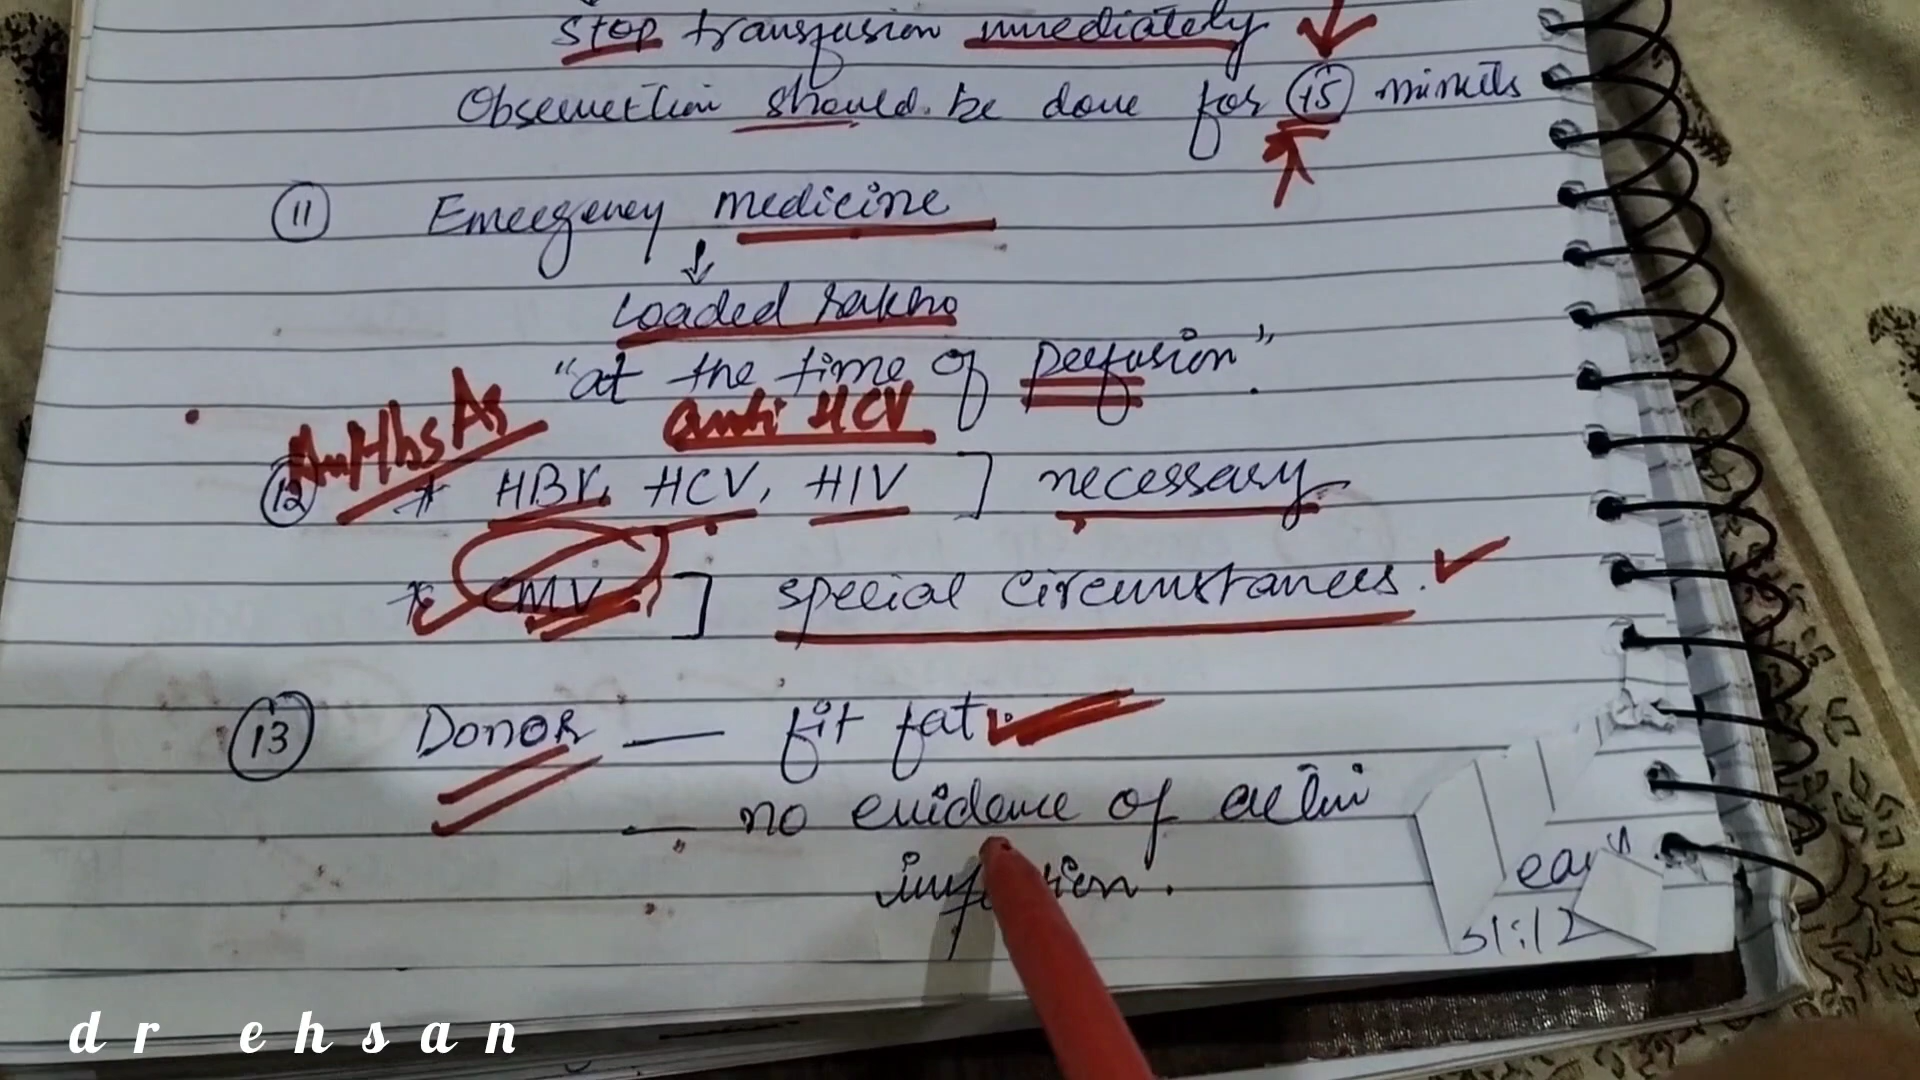 Stop transfusion immediately
Observation should be done for 15 minutes
11 Emergency medicine
↓
Loaded rakho
"at the time of perfusion".
anti HCV
12 * HBV, HCV, HIV ] necessary
* CMV ] special circumstances.
13 Donor — fit fat
— no evidence of active
infection.
51:12
dr ehsan